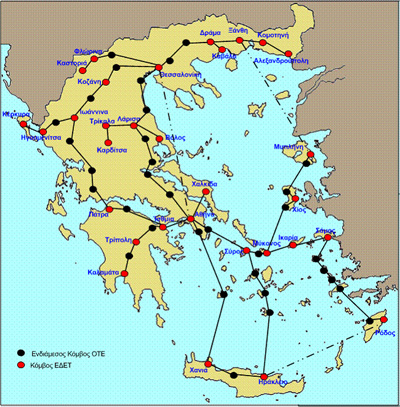 Δράμα
Ξάνθη
Κομοτηνή
Φλώρινα
Καβάλα
Καστοριά
Αλεξανδρούπολη
Θεσσαλονίκη
Κοζάνη
Κέρκυρα
Ιωάννινα
Τρίκαλα
Λάρισα
Ηγουμενίτσα
Βόλος
Καρδίτσα
Μυτιλήνη
Χαλκίδα
Χίος
Πάτρα
Αθήνα
Τρίπολη
Σύρος
Μύκονος
Ικαρία
Σάμος
Καλαμάτα
Ρόδος
Χανιά
Ηράκλειο
Ενδιάμεσος Κόμβος ΟΤΕ
Κόμβος ΕΔΕΤ